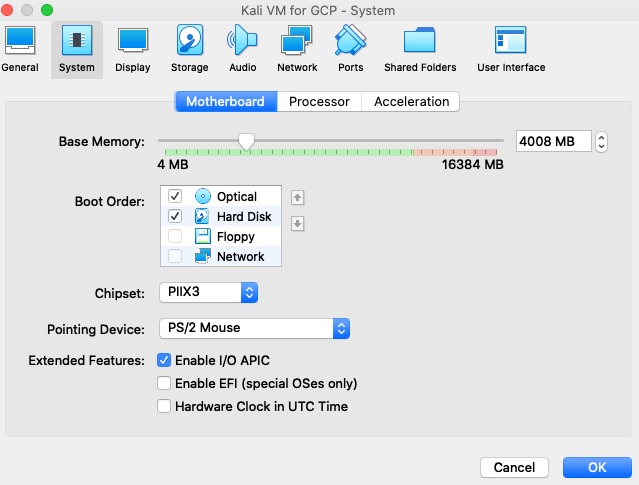 Kali VM for GCP - System
General System Display Storage Audio Network Ports Shared Folders User Interface
Motherboard Processor Acceleration
Base Memory: 4008 MB
4 MB 16384 MB
Boot Order: Optical
Hard Disk
Floppy
Network
Chipset: PIIX3
Pointing Device: PS/2 Mouse
Extended Features: Enable I/O APIC
Enable EFI (special OSes only)
Hardware Clock in UTC Time
Cancel OK